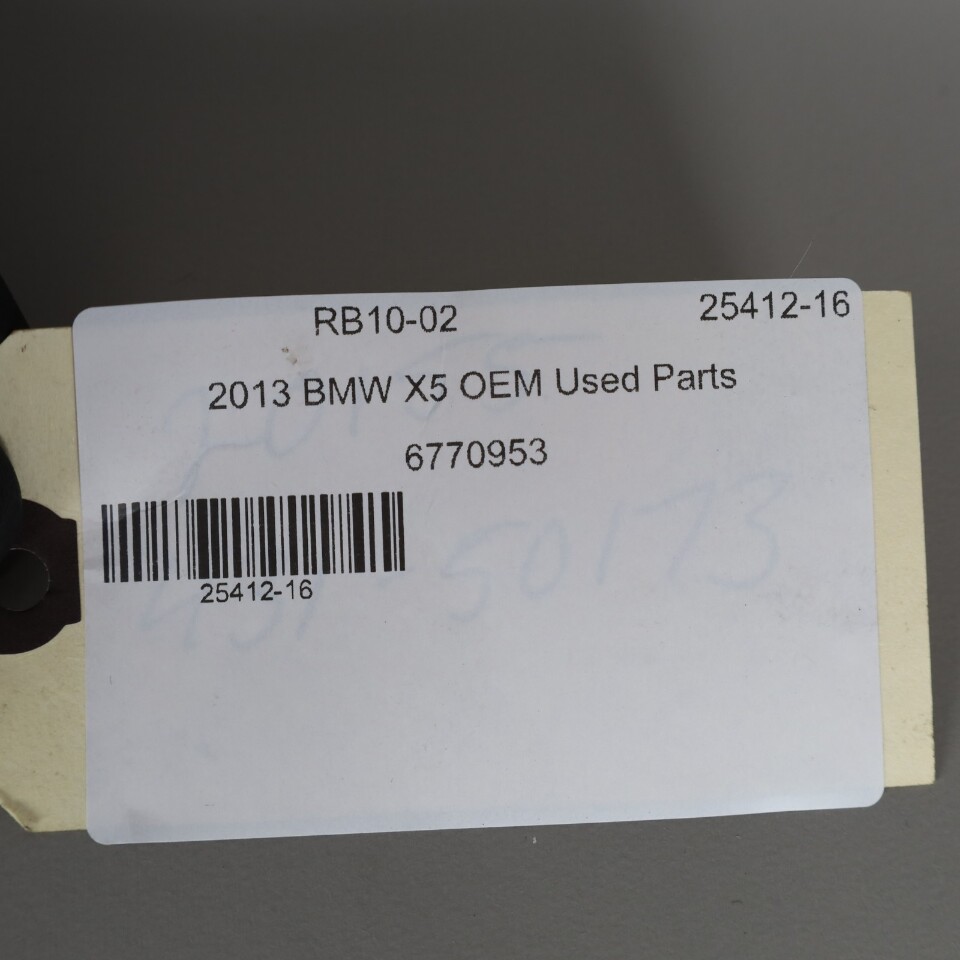 RB10-02 25412-16
2013 BMW X5 OEM Used Parts
6770953
25412-16